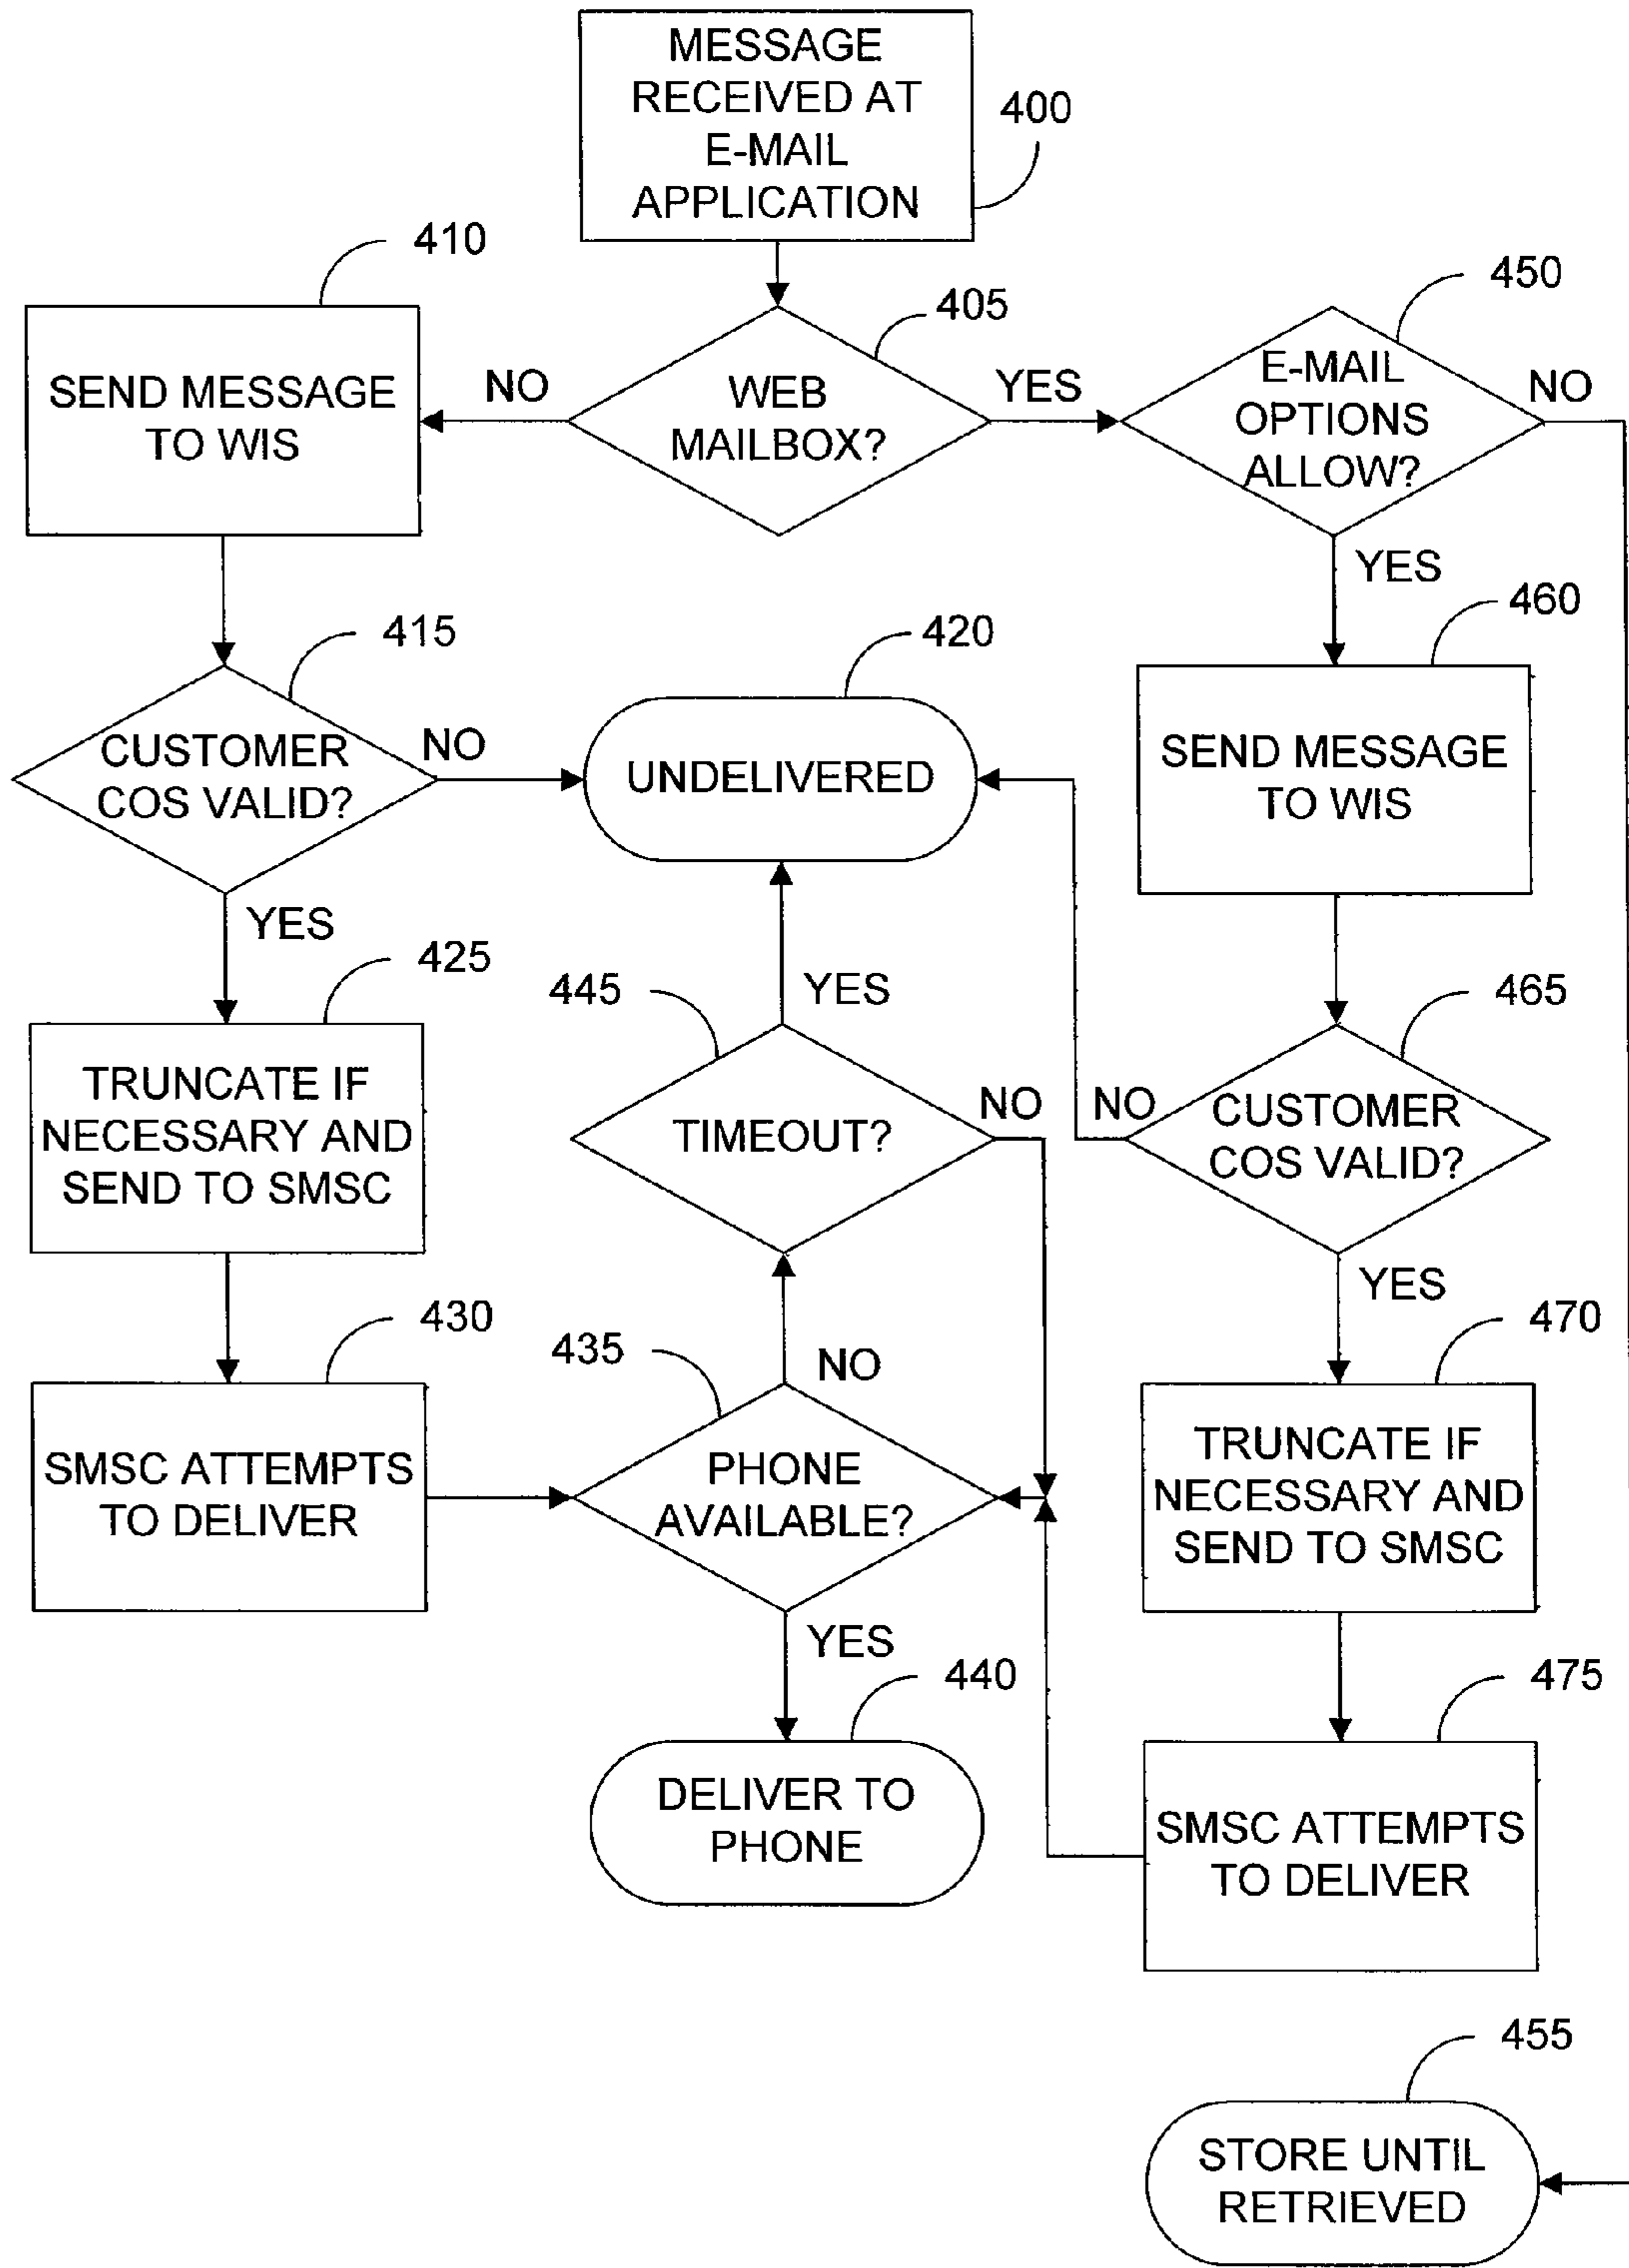 MESSAGE
RECEIVED AT
E-MAIL
APPLICATION
400
410
SEND MESSAGE
TO WIS
NO
405
WEB
MAILBOX?
YES
450
E-MAIL
OPTIONS
ALLOW?
NO
YES
460
SEND MESSAGE
TO WIS
415
CUSTOMER
COS VALID?
NO
420
UNDELIVERED
YES
425
TRUNCATE IF
NECESSARY AND
SEND TO SMSC
445
YES
TIMEOUT?
NO
NO
465
CUSTOMER
COS VALID?
YES
430
SMSC ATTEMPTS
TO DELIVER
435
NO
PHONE
AVAILABLE?
YES
470
TRUNCATE IF
NECESSARY AND
SEND TO SMSC
440
DELIVER TO
PHONE
475
SMSC ATTEMPTS
TO DELIVER
455
STORE UNTIL
RETRIEVED